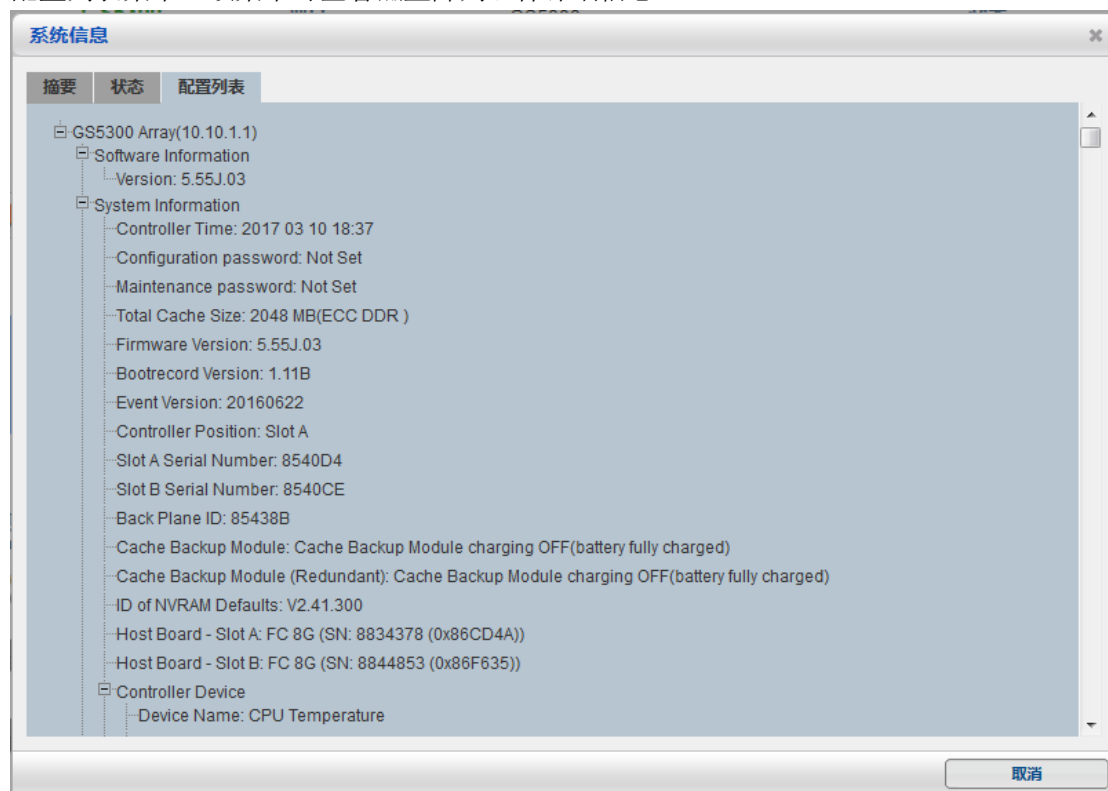 系统信息
摘要 状态 配置列表
GS5300 Array(10.10.1.1)
Software Information
Version: 5.55J.03
System Information
Controller Time: 2017 03 10 18:37
Configuration password: Not Set
Maintenance password: Not Set
Total Cache Size: 2048 MB(ECC DDR )
Firmware Version: 5.55J.03
Bootrecord Version: 1.11B
Event Version: 20160622
Controller Position: Slot A
Slot A Serial Number: 8540D4
Slot B Serial Number: 8540CE
Back Plane ID: 85438B
Cache Backup Module: Cache Backup Module charging OFF(battery fully charged)
Cache Backup Module (Redundant): Cache Backup Module charging OFF(battery fully charged)
ID of NVRAM Defaults: V2.41.300
Host Board - Slot A: FC 8G (SN: 8834378 (0x86CD4A))
Host Board - Slot B: FC 8G (SN: 8844853 (0x86F635))
Controller Device
Device Name: CPU Temperature
取消